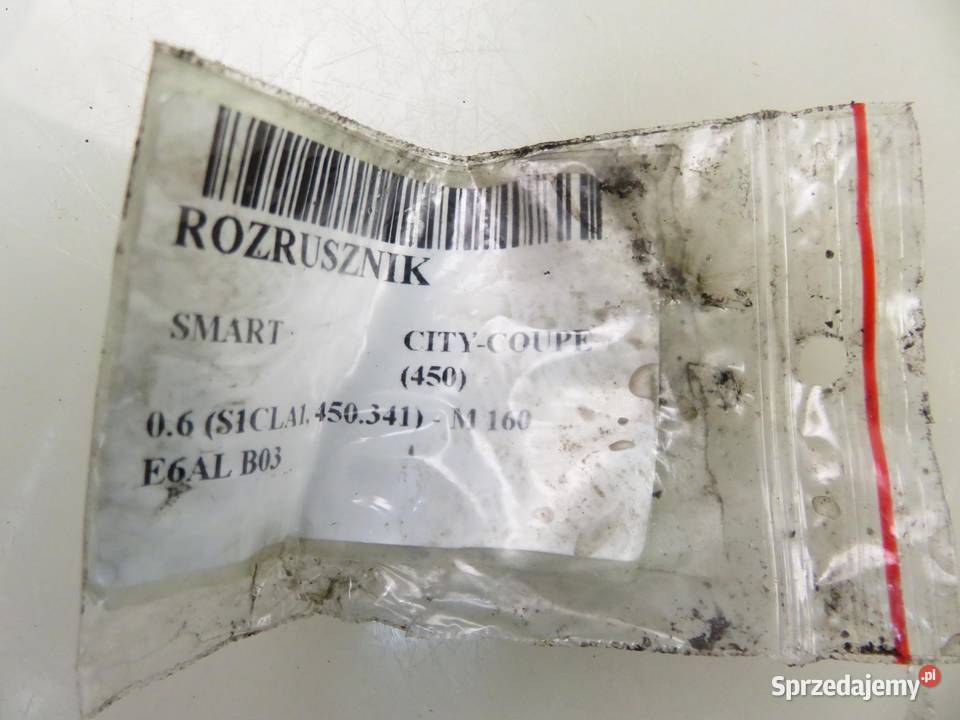 ROZRUSZNIK
SMART CITY-COUPE
(450)
0.6 (S1CLA1, 450.341) - M 160
E6AL B03
Sprzedajemy.pl